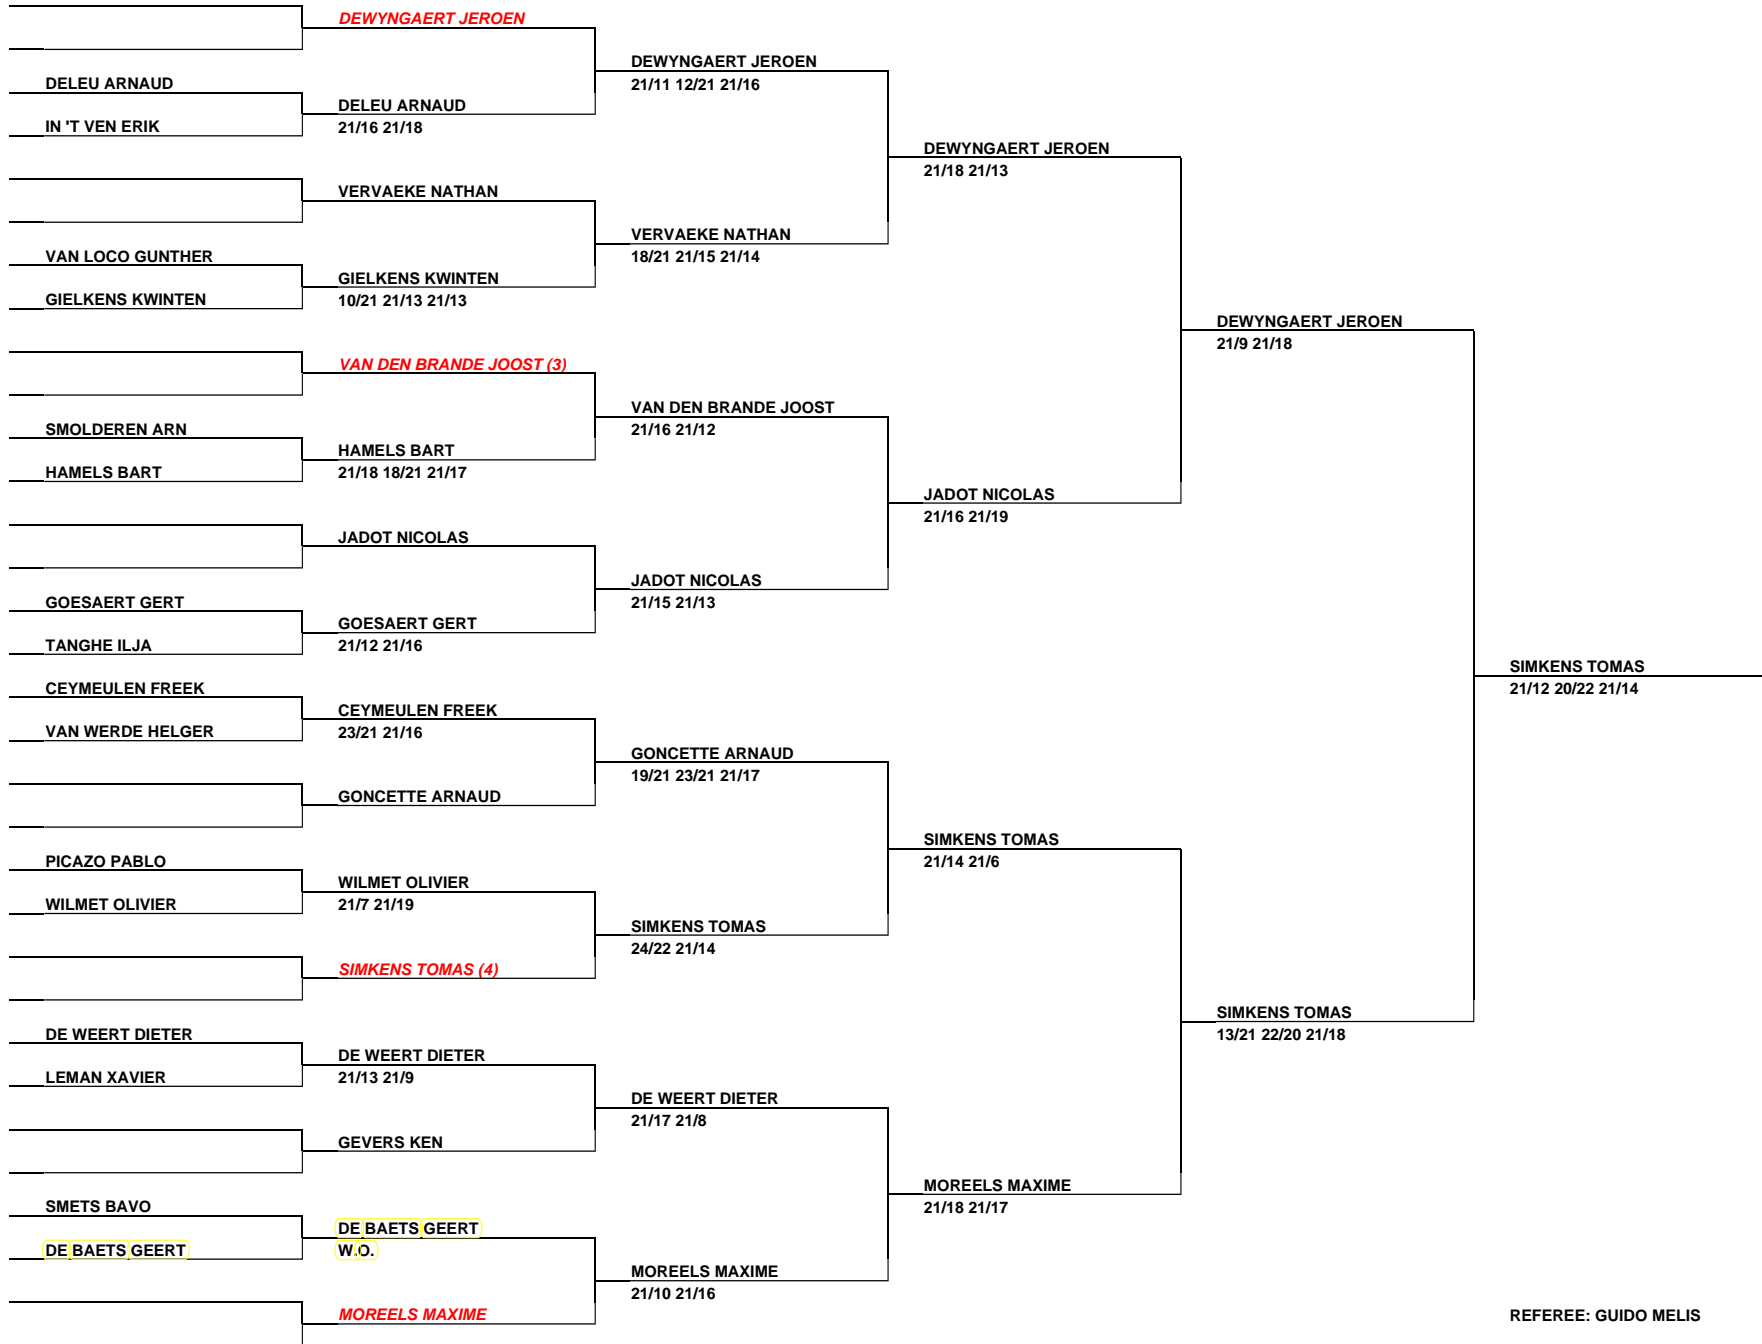 DEWYNGAERT JEROEN
DEWYNGAERT JEROEN
21/11 12/21 21/16
DELEU ARNAUD
DELEU ARNAUD
21/16 21/18
IN 'T VEN ERIK
DEWYNGAERT JEROEN
21/18 21/13
VERVAEKE NATHAN
VERVAEKE NATHAN
18/21 21/15 21/14
VAN LOCO GUNTHER
GIELKENS KWINTEN
10/21 21/13 21/13
GIELKENS KWINTEN
DEWYNGAERT JEROEN
21/9 21/18
VAN DEN BRANDE JOOST (3)
VAN DEN BRANDE JOOST
21/16 21/12
SMOLDEREN ARN
HAMELS BART
21/18 18/21 21/17
HAMELS BART
JADOT NICOLAS
21/16 21/19
JADOT NICOLAS
JADOT NICOLAS
21/15 21/13
GOESAERT GERT
GOESAERT GERT
21/12 21/16
TANGHE ILJA
SIMKENS TOMAS
21/12 20/22 21/14
CEYMEULEN FREEK
CEYMEULEN FREEK
23/21 21/16
VAN WERDE HELGER
GONCETTE ARNAUD
19/21 23/21 21/17
GONCETTE ARNAUD
SIMKENS TOMAS
21/14 21/6
PICAZO PABLO
WILMET OLIVIER
21/7 21/19
WILMET OLIVIER
SIMKENS TOMAS
24/22 21/14
SIMKENS TOMAS (4)
SIMKENS TOMAS
13/21 22/20 21/18
DE WEERT DIETER
DE WEERT DIETER
21/13 21/9
LEMAN XAVIER
DE WEERT DIETER
21/17 21/8
GEVERS KEN
MOREELS MAXIME
21/18 21/17
SMETS BAVO
DE BAETS GEERT
W.O.
DE BAETS GEERT
MOREELS MAXIME
21/10 21/16
MOREELS MAXIME
REFEREE: GUIDO MELIS